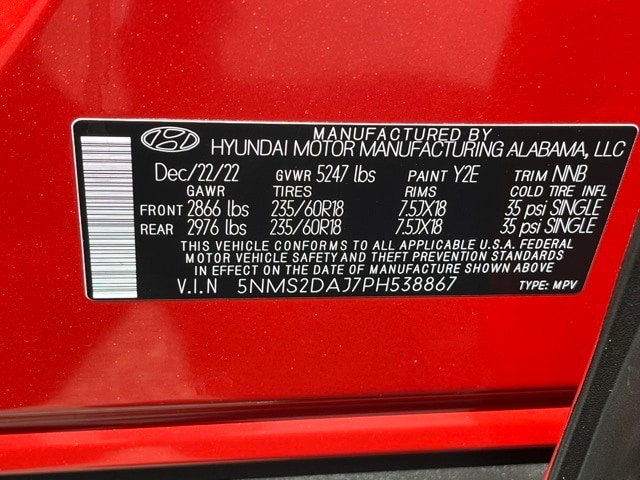 MANUFACTURED BY
HYUNDAI MOTOR MANUFACTURING ALABAMA, LLC
Dec/22/22 GVWR 5247 lbs PAINT Y2E TRIM NNB
GAWR TIRES RIMS COLD TIRE INFL
FRONT 2866 lbs 235/60R18 7.5JX18 35 psi SINGLE
REAR 2976 lbs 235/60R18 7.5JX18 35 psi SINGLE
THIS VEHICLE CONFORMS TO ALL APPLICABLE U.S.A. FEDERAL
MOTOR VEHICLE SAFETY AND THEFT PREVENTION STANDARDS
IN EFFECT ON THE DATE OF MANUFACTURE SHOWN ABOVE
V.I.N 5NMS2DAJ7PH538867 TYPE: MPV